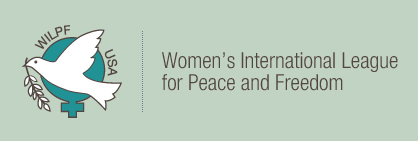 WILPF USA
Women's International League
for Peace and Freedom